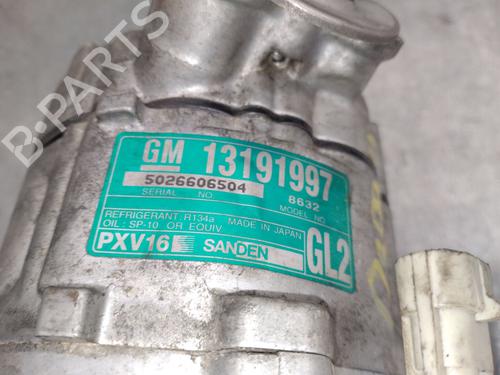 B-PARTS
GM 13191997
5026606504 8632
SERIAL NO MODEL NO
REFRIGERANT : R134a MADE IN JAPAN
OIL : SP-10 OR EQUIV
PXV16 SANDEN GL2